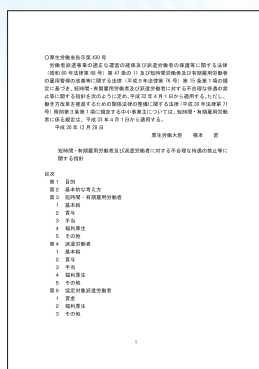 ○厚生労働省告示第430号
労働者派遣事業の適正な運営の確保及び派遣労働者の保護等に関する法律
(昭和60年法律第88号)第47条の11及び短時間労働者及び有期雇用労働者
の雇用管理の改善等に関する法律(平成5年法律第76号)第15条第1項の規
定に基づき、短時間・有期雇用労働者及び派遣労働者に対する不合理な待遇の禁止等に
関する指針を次のように定め、平成32年4月1日から適用する。ただし、
働き方改革を推進するための関係法律の整備に関する法律(平成30年法律第71
号)附則第3条第1項に規定する中小事業主については、短時間・有期雇用労働
者に係る規定は、平成33年4月1日から適用する。
平成30年12月28日
厚生労働大臣 根本 匠
短時間・有期雇用労働者及び派遣労働者に対する不合理な待遇の禁止等に
関する指針
目次
第1 目的
第2 基本的な考え方
第3 短時間・有期雇用労働者
1 基本給
2 賞与
3 手当
4 福利厚生
5 その他
第4 派遣労働者
1 基本給
2 賞与
3 手当
4 福利厚生
5 その他
第5 協定対象派遣労働者
1 賃金
2 福利厚生
3 その他
1